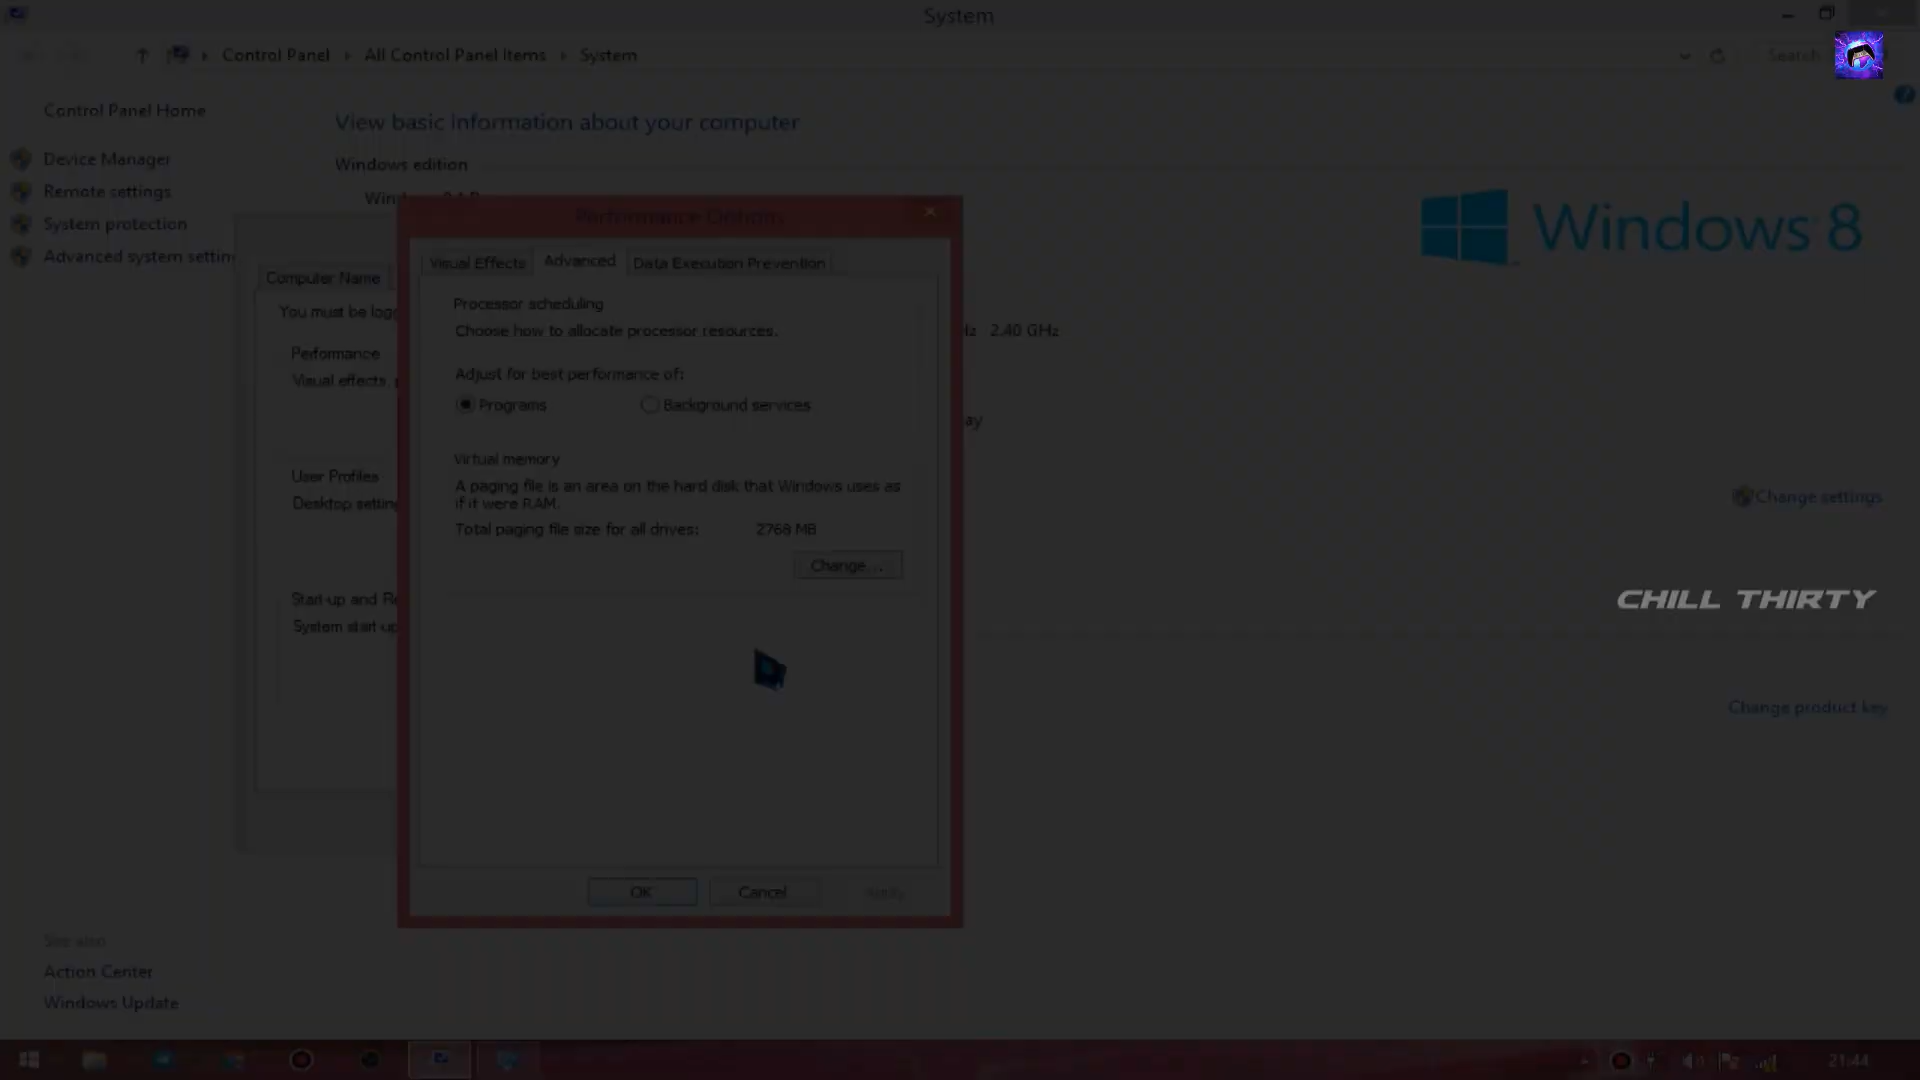 System
Control Panel
All Control Panel Items
System
Search
Control Panel Home
View basic information about your computer
Device Manager
Windows edition
Remote settings
System protection
Advanced system settin
Windows 8
Performance Options
Visual Effects
Advanced
Data Execution Prevention
Computer Name
You must be logg
Processor scheduling
Choose how to allocate processor resources.
Hz 2.40 GHz
Performance
Visual effects,
Adjust for best performance of:
Programs
Background services
ay
Virtual memory
User Profiles
A paging file is an area on the hard disk that Windows uses as
if it were RAM.
Desktop setting
Change settings
Total paging file size for all drives:
2768 MB
Change...
Start-up and Re
CHILL THIRTY
System start-up
Change product key
OK
Cancel
Apply
See also
Action Center
Windows Update
21:44